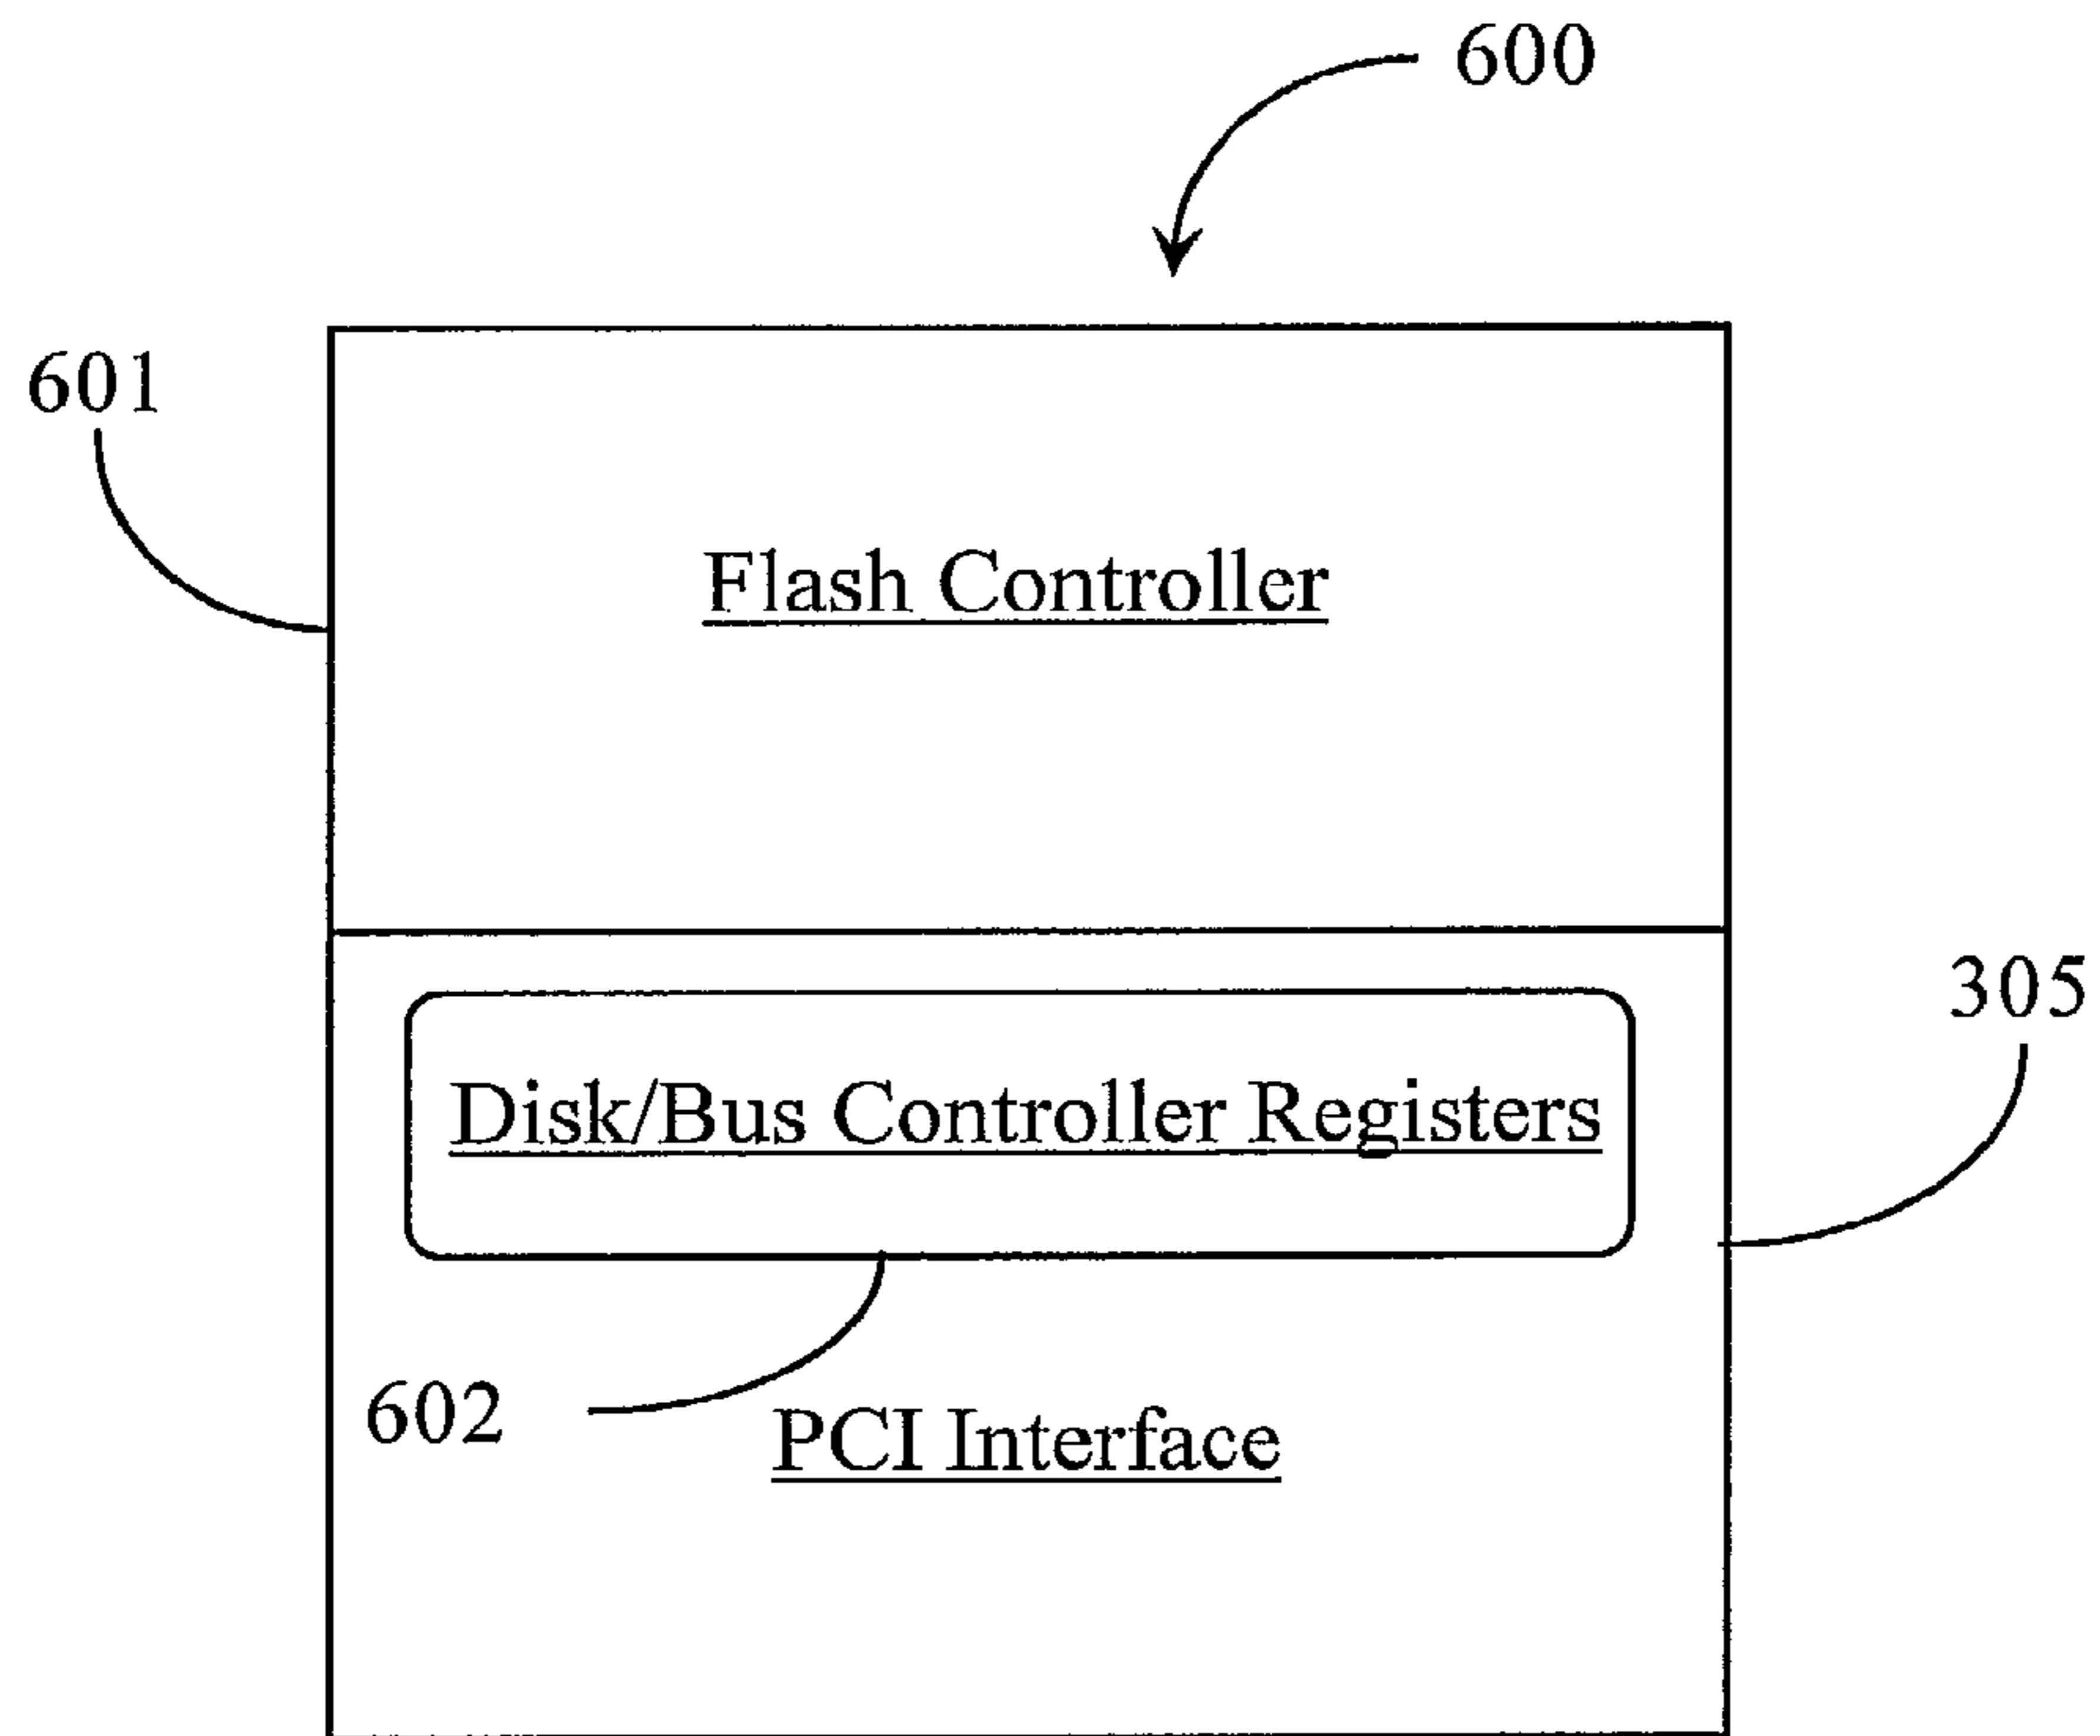 600
601
Flash Controller
305
Disk/Bus Controller Registers
602
PCI Interface